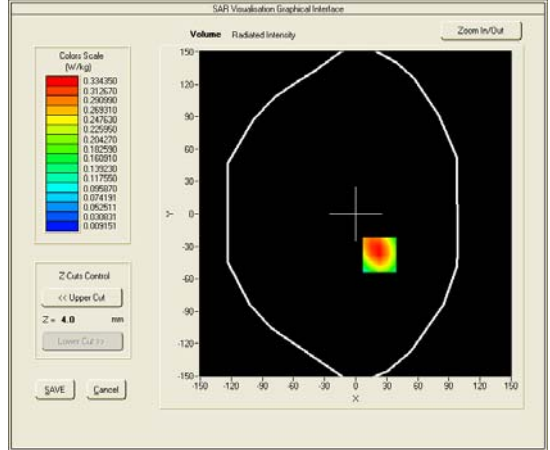 SAR Visualisation Graphical Interface
Volume Radiated Intensity
Zoom In/Out
Colors Scale
(W/kg)
0.334350
0.312670
0.290990
0.269310
0.247630
0.225950
0.204270
0.182590
0.160910
0.139230
0.117550
0.095870
0.074191
0.052511
0.030831
0.009151
Z-Cuts Control
<< Upper Cut
Z = 4.0 mm
Lower Cut >>
SAVE
Cancel
150
120
90
60
30
0
-30
-60
-90
-120
-150
Y
-150 -120 -90 -60 -30 0 30 60 90 120 150
X